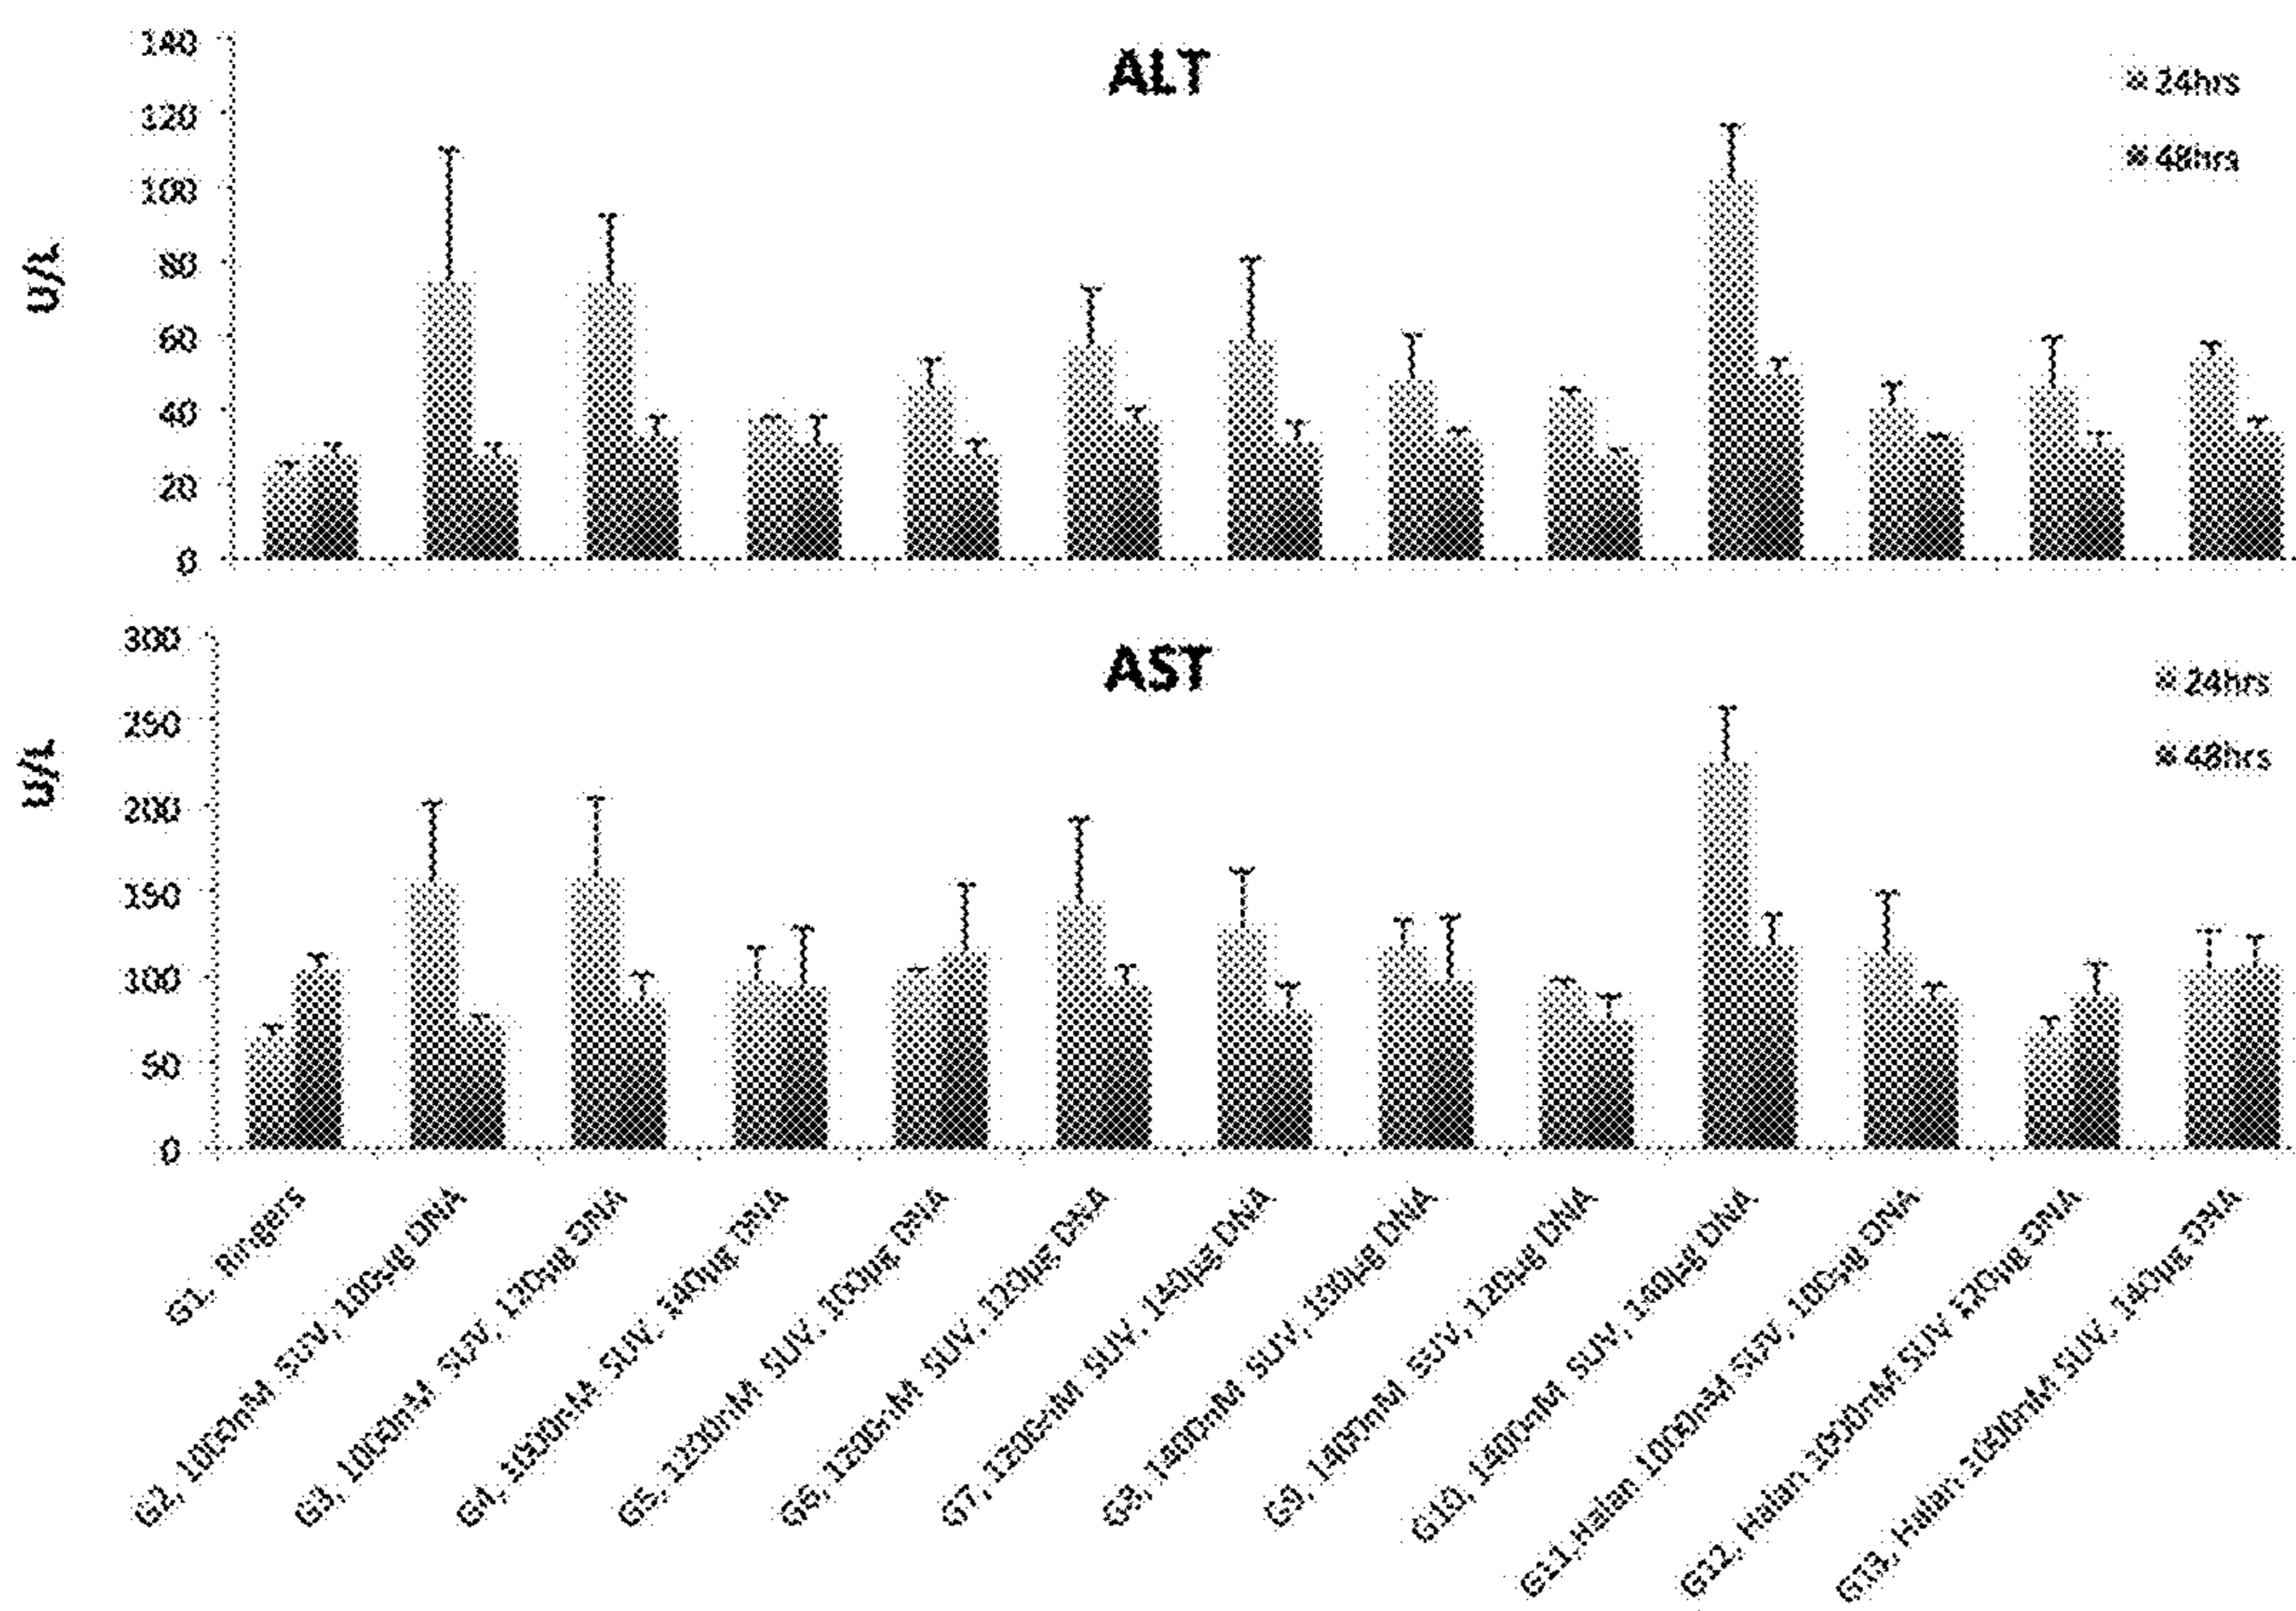 ALT
24hrs
48hrs
U/L
140
120
100
80
60
40
20
0
AST
24hrs
48hrs
U/L
300
250
200
150
100
50
0
G1, Ringers
G2, 1000nM SUV, 100µg DNA
G3, 1000nM SUV, 120µg DNA
G4, 1000nM SUV, 140µg DNA
G5, 1200nM SUV, 100µg DNA
G6, 1200nM SUV, 120µg DNA
G7, 1200nM SUV, 140µg DNA
G8, 1400nM SUV, 100µg DNA
G9, 1400nM SUV, 120µg DNA
G10, 1400nM SUV, 140µg DNA
G11,Halan 1000nM SUV, 100µg DNA
G12, Halan 1000nM SUV 120µg DNA
G13, Halan 1000nM SUV, 140µg DNA